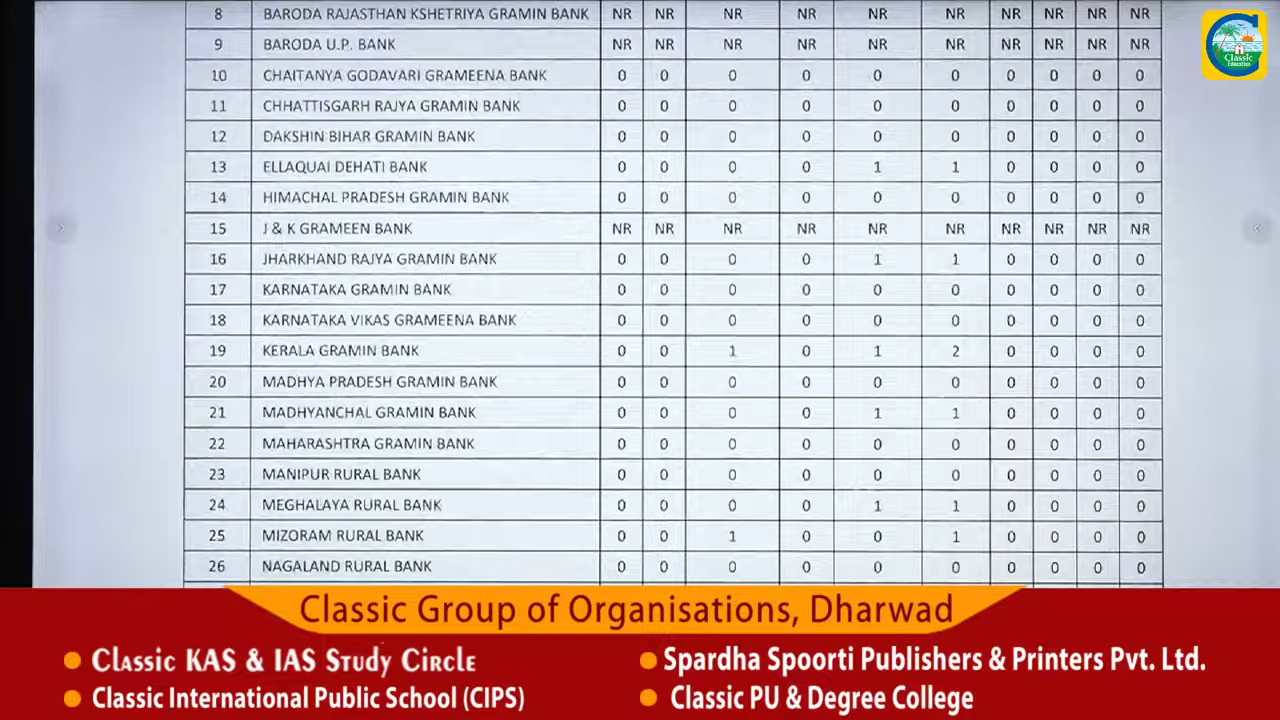 8 BARODA RAJASTHAN KSHETRIYA GRAMIN BANK NR NR NR NR NR NR NR NR NR NR
9 BARODA U.P. BANK NR NR NR NR NR NR NR NR NR NR
10 CHAITANYA GODAVARI GRAMEENA BANK 0 0 0 0 0 0 0 0 0 0
11 CHHATTISGARH RAJYA GRAMIN BANK 0 0 0 0 0 0 0 0 0 0
12 DAKSHIN BIHAR GRAMIN BANK 0 0 0 0 0 0 0 0 0 0
13 ELLAQUAI DEHATI BANK 0 0 0 0 1 1 0 0 0 0
14 HIMACHAL PRADESH GRAMIN BANK 0 0 0 0 0 0 0 0 0 0
15 J & K GRAMEEN BANK NR NR NR NR NR NR NR NR NR NR
16 JHARKHAND RAJYA GRAMIN BANK 0 0 0 0 1 1 0 0 0 0
17 KARNATAKA GRAMIN BANK 0 0 0 0 0 0 0 0 0 0
18 KARNATAKA VIKAS GRAMEENA BANK 0 0 0 0 0 0 0 0 0 0
19 KERALA GRAMIN BANK 0 0 1 0 1 2 0 0 0 0
20 MADHYA PRADESH GRAMIN BANK 0 0 0 0 0 0 0 0 0 0
21 MADHYANCHAL GRAMIN BANK 0 0 0 0 1 1 0 0 0 0
22 MAHARASHTRA GRAMIN BANK 0 0 0 0 0 0 0 0 0 0
23 MANIPUR RURAL BANK 0 0 0 0 0 0 0 0 0 0
24 MEGHALAYA RURAL BANK 0 0 0 0 1 1 0 0 0 0
25 MIZORAM RURAL BANK 0 0 1 0 0 1 0 0 0 0
26 NAGALAND RURAL BANK 0 0 0 0 0 0 0 0 0 0
Classic
Education
Classic Group of Organisations, Dharwad
Classic KAS & IAS Study Circle
Spardha Spoorti Publishers & Printers Pvt. Ltd.
Classic International Public School (CIPS)
Classic PU & Degree College